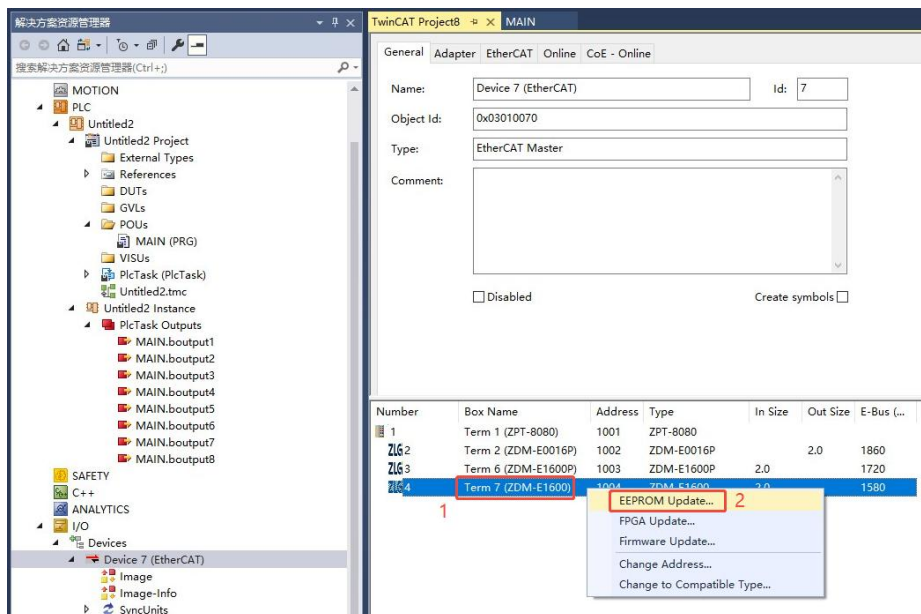 解决方案资源管理器
搜索解决方案资源管理器(Ctrl+;)
MOTION
PLC
Untitled2
Untitled2 Project
External Types
References
DUTs
GVLs
POUs
MAIN (PRG)
VISUs
PlcTask (PlcTask)
Untitled2.tmc
Untitled2 Instance
PlcTask Outputs
MAIN.boutput1
MAIN.boutput2
MAIN.boutput3
MAIN.boutput4
MAIN.boutput5
MAIN.boutput6
MAIN.boutput7
MAIN.boutput8
SAFETY
C++
ANALYTICS
I/O
Devices
Device 7 (EtherCAT)
Image
Image-Info
SyncUnits
TwinCAT Project8 MAIN
General Adapter EtherCAT Online CoE - Online
Name: Device 7 (EtherCAT) Id: 7
Object Id: 0x03010070
Type: EtherCAT Master
Comment:
Disabled Create symbols
Number Box Name Address Type In Size Out Size E-Bus (...
1 Term 1 (ZPT-8080) 1001 ZPT-8080
ZLG 2 Term 2 (ZDM-E0016P) 1002 ZDM-E0016P 2.0 1860
ZLG 3 Term 6 (ZDM-E1600P) 1003 ZDM-E1600P 2.0 1720
ZLG 4 Term 7 (ZDM-E1600) 1004 ZDM-E1600 2.0 1580
1
EEPROM Update... 2
FPGA Update...
Firmware Update...
Change Address...
Change to Compatible Type...